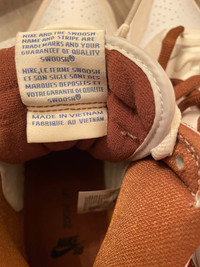 NIKE AND THE SWOOSH
NAME AND STRIPE ARE
TRADEMARKS AND YOUR
GUARANTEE OF QUALITY
SWOOSH®
NIKE, LE TERME SWOOSH
ET SON SIGLE SONT DES
MARQUES DEPOSEES ET
VOTRE GARANTIE DE QUALITE
SWOOSH®
MADE IN VIETNAM
FABRIQUE AU VIETNAM